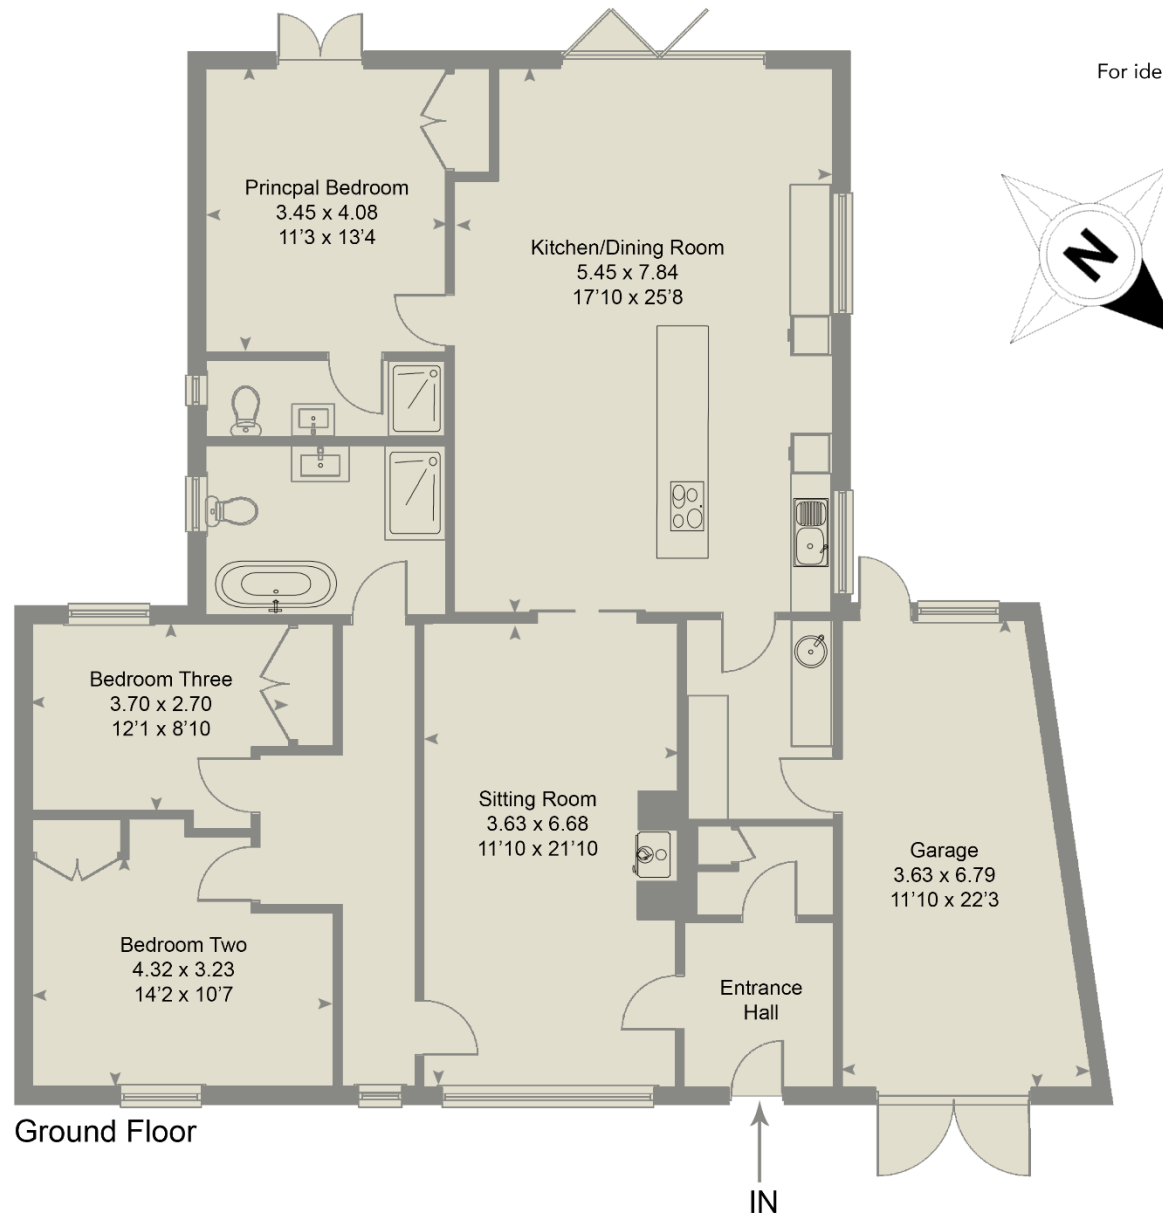 For ide
N
Princpal Bedroom
3.45 x 4.08
11'3 x 13'4
Kitchen/Dining Room
5.45 x 7.84
17'10 x 25'8
Bedroom Three
3.70 x 2.70
12'1 x 8'10
Sitting Room
3.63 x 6.68
11'10 x 21'10
Garage
3.63 x 6.79
11'10 x 22'3
Bedroom Two
4.32 x 3.23
14'2 x 10'7
Entrance
Hall
Ground Floor
IN